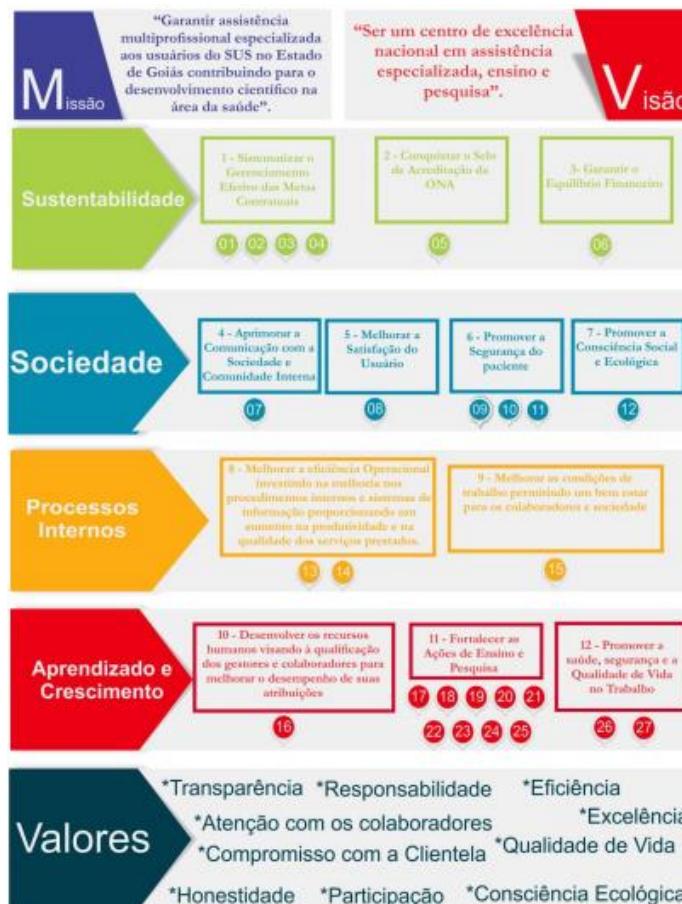 Missão
“Garantir assistência
multiprofissional especializada
aos usuários do SUS no Estado
de Goiás contribuindo para o
desenvolvimento científico na
área da saúde”.
“Ser um centro de excelência
nacional em assistência
especializada, ensino e
pesquisa”.
Visão
Sustentabilidade
1 - Sistematizar o
Gerenciamento
Efetivo das Metas
Contratuais
01 02 03 04
2 - Conquistar o Selo
de Acreditação da
ONA
05
3- Garantir o
Equilíbrio Financeiro
06
Sociedade
4 - Aprimorar a
Comunicação com a
Sociedade e
Comunidade Interna
07
5 - Melhorar a
Satisfação do
Usuário
08
6 - Promover a
Segurança do
paciente
09 10 11
7 - Promover a
Consciência Social
e Ecológica
12
Processos
Internos
8 - Melhorar a eficiência Operacional
investindo na melhoria nos
procedimentos internos e sistemas de
informação proporcionando um
aumento na produtividade e na
qualidade dos serviços prestados.
13 14
9 - Melhorar as condições de
trabalho permitindo um bem estar
para os colaboradores e sociedade
15
Aprendizado e
Crescimento
10 - Desenvolver os recursos
humanos visando à qualificação
dos gestores e colaboradores para
melhorar o desempenho de suas
atribuições
16
11 - Fortalecer as
Ações de Ensino e
Pesquisa
17 18 19 20 21
22 23 24 25
12 - Promover a
saúde, segurança e a
Qualidade de Vida
no Trabalho
26 27
Valores
*Transparência *Responsabilidade *Eficiência
*Atenção com os colaboradores *Excelência
*Compromisso com a Clientela *Qualidade de Vida
*Honestidade *Participação *Consciência Ecológica